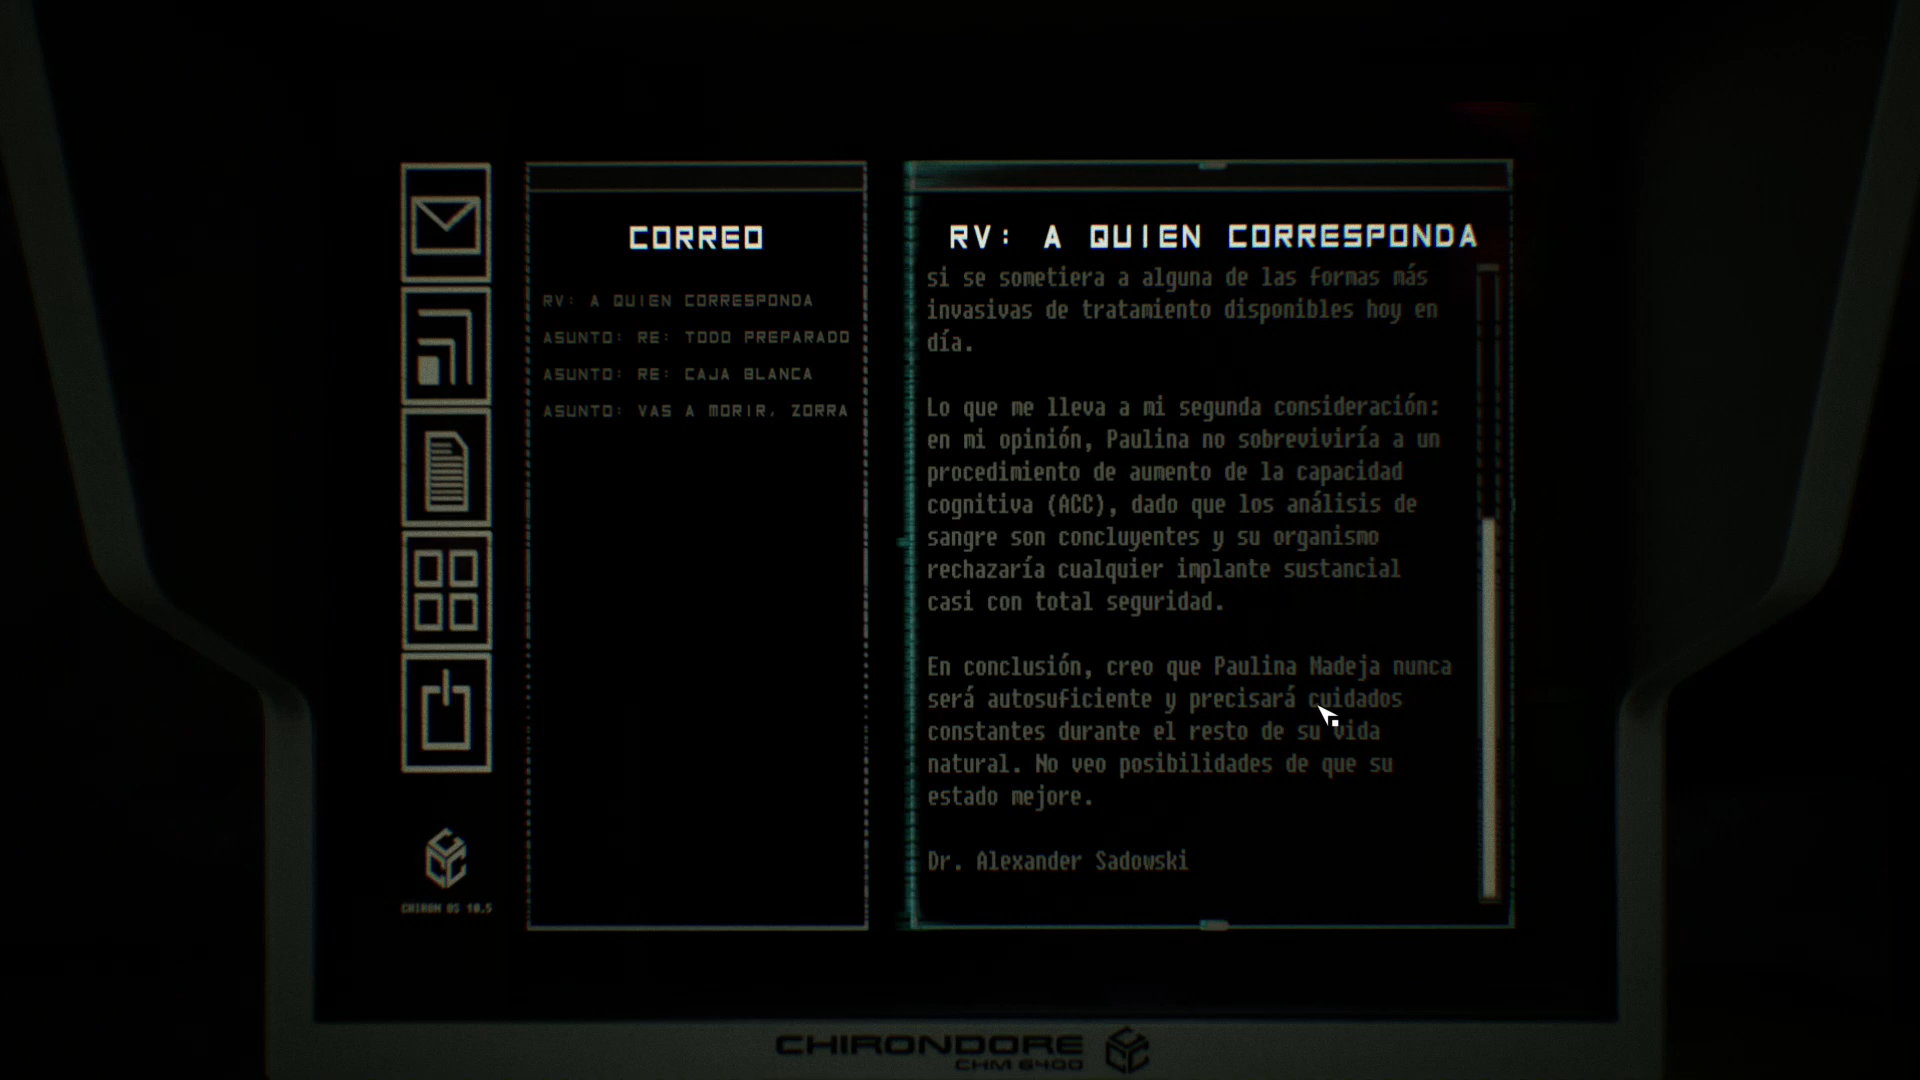 CORREO
RV: A QUIEN CORRESPONDA
ASUNTO: RE: TODO PREPARADO
ASUNTO: RE: CAJA BLANCA
ASUNTO: VAS A MORIR, ZORRA
RV: A QUIEN CORRESPONDA
si se sometiera a alguna de las formas más
invasivas de tratamiento disponibles hoy en
día.
Lo que me lleva a mi segunda consideración:
en mi opinión, Paulina no sobreviviría a un
procedimiento de aumento de la capacidad
cognitiva (ACC), dado que los análisis de
sangre son concluyentes y su organismo
rechazaría cualquier implante sustancial
casi con total seguridad.
En conclusión, creo que Paulina Nadeja nunca
será autosuficiente y precisará cuidados
constantes durante el resto de su vida
natural. No veo posibilidades de que su
estado mejore.
Dr. Alexander Sadowski
CHIRON OS 10.5
CHIRONDORE
CHM 6400